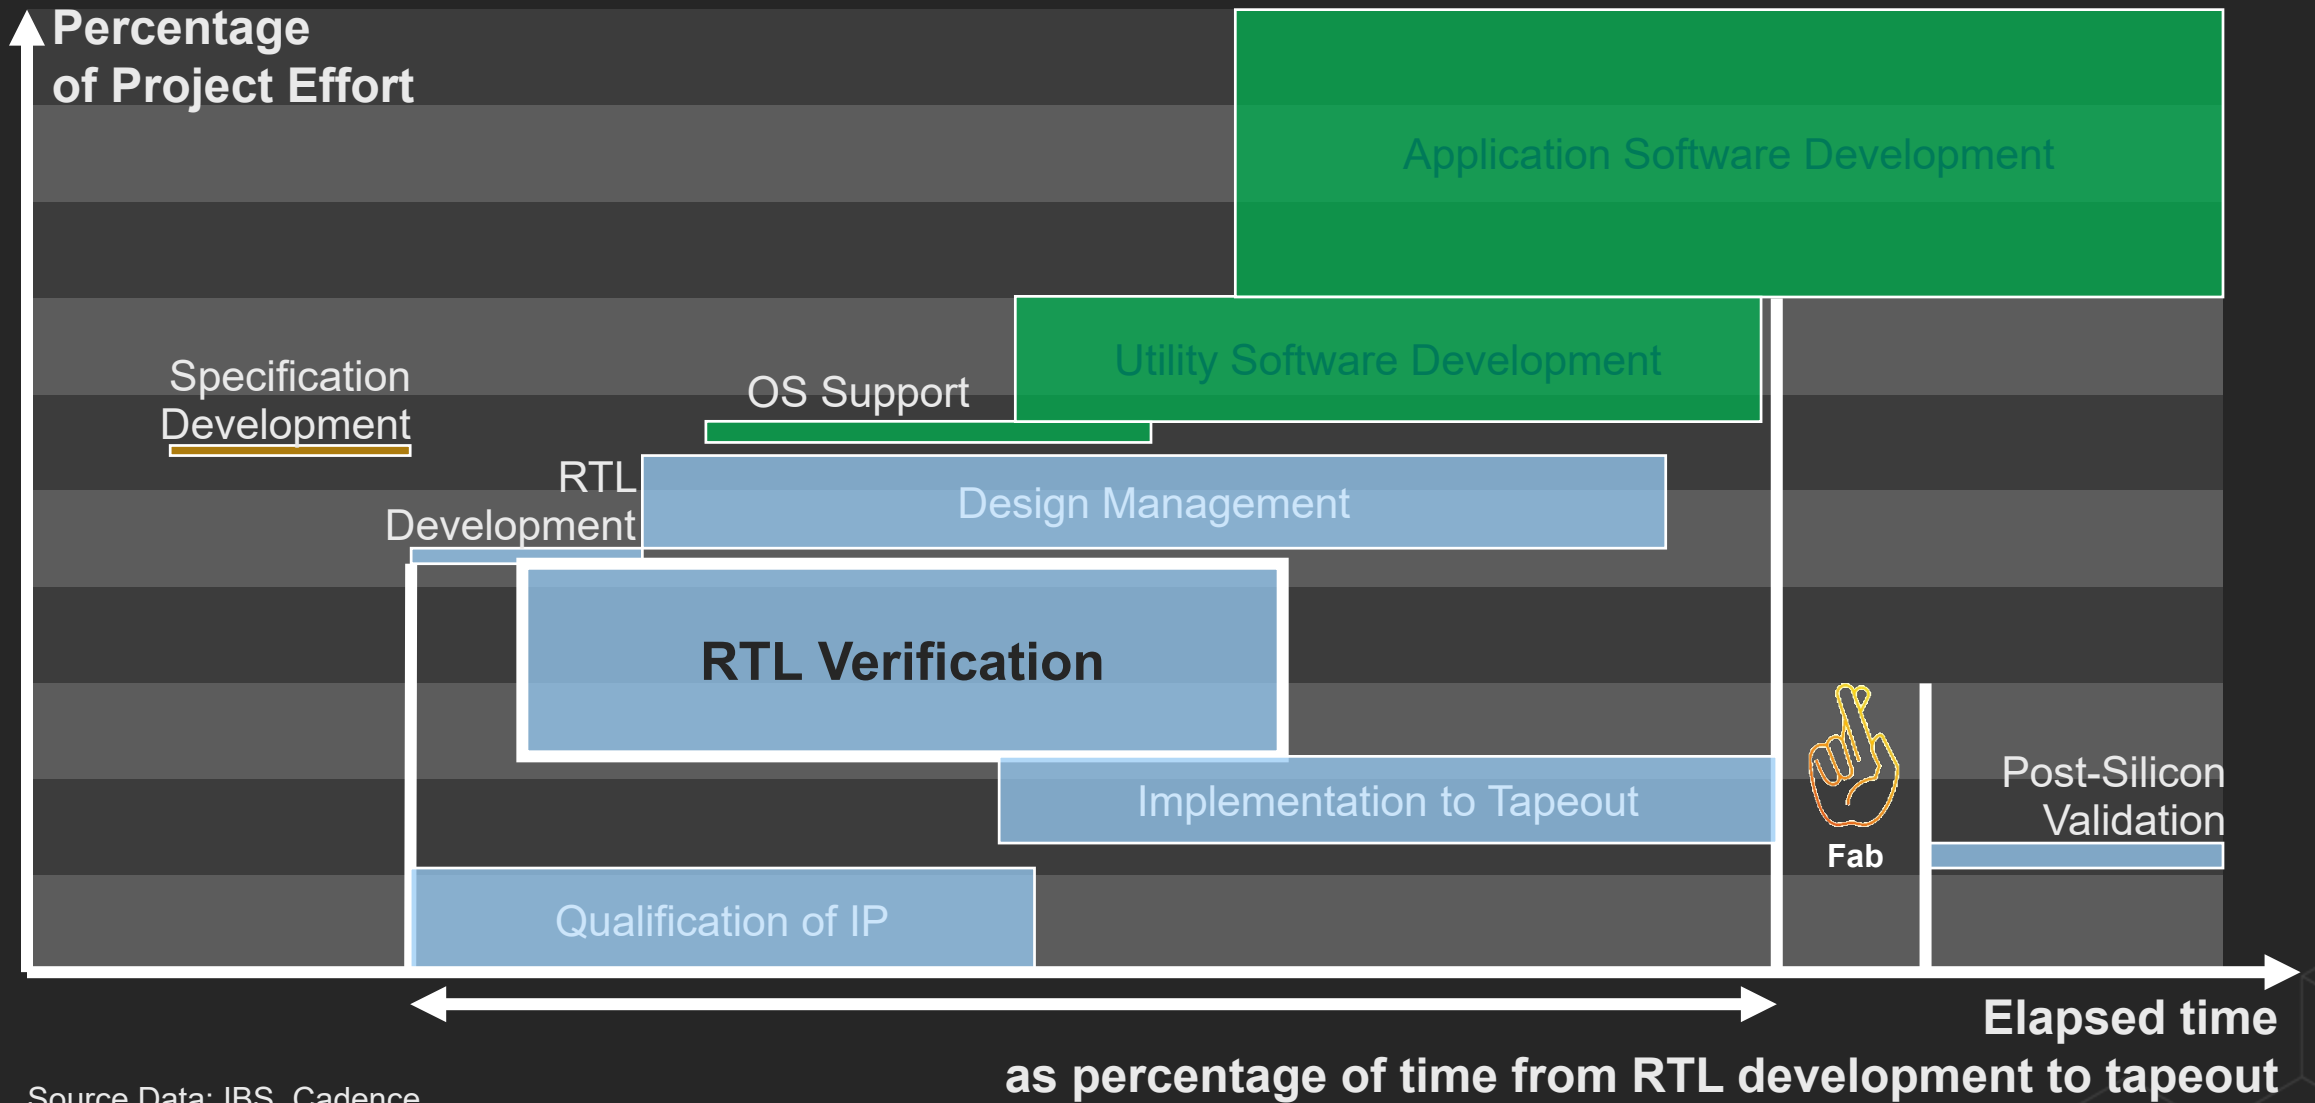 Percentage
of Project Effort
Application Software Development
Utility Software Development
Specification
Development
OS Support
RTL
Development
Design Management
RTL Verification
Implementation to Tapeout
Fab
Post-Silicon
Validation
Qualification of IP
Elapsed time
as percentage of time from RTL development to tapeout
Source Data: IBS, Cadence